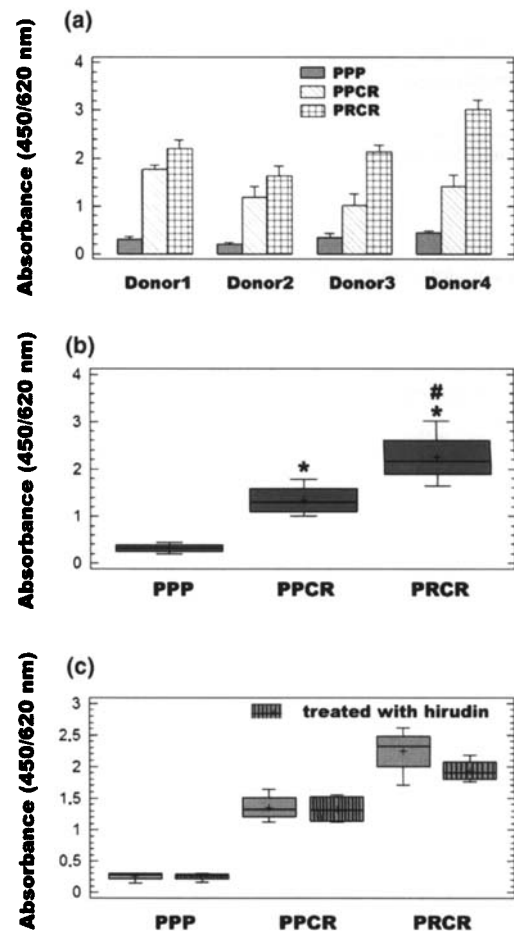 (a)
Absorbance (450/620 nm)
4
3
2
1
0
PPP
PPCR
PRCR
Donor1 Donor2 Donor3 Donor4
(b)
Absorbance (450/620 nm)
4
3
2
1
0
*
#
*
PPP PPCR PRCR
(c)
Absorbance (450/620 nm)
3
2,5
2
1,5
1
0,5
0
treated with hirudin
PPP PPCR PRCR